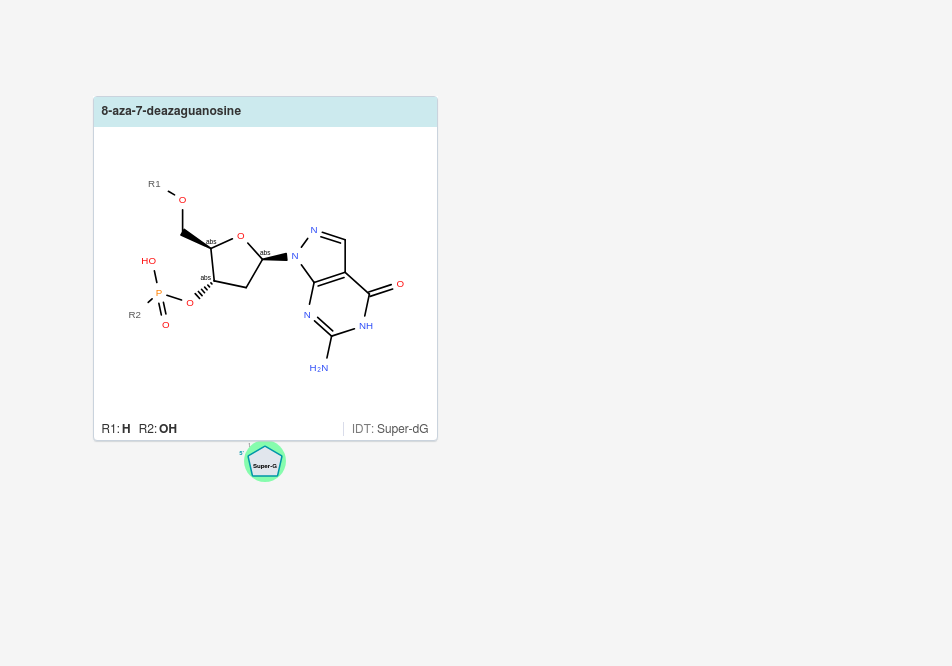 8-aza-7-deazaguanosine
R1
O
abs
O
abs
N
N
HO
abs
P
O
O
R2
O
N
NH
H2N
R1: H R2: OH
IDT: Super-dG
5'
Super-G